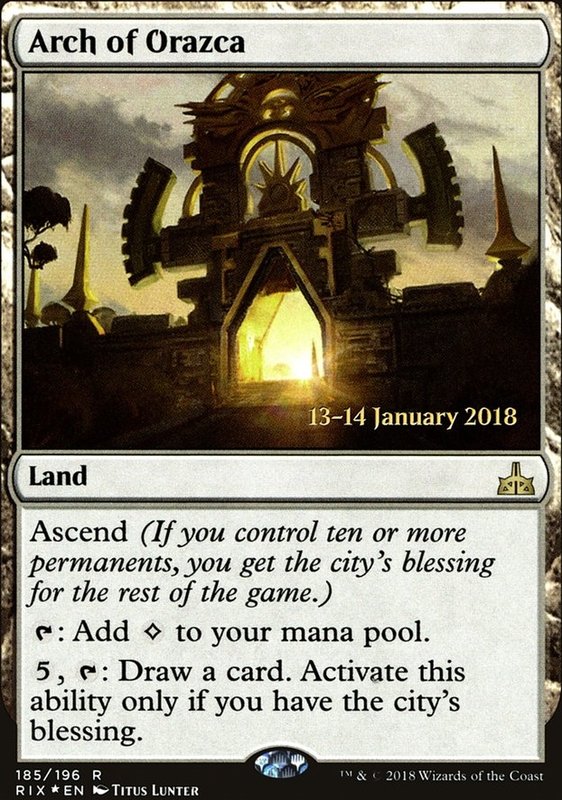 Arch of Orazca
13–14 January 2018
Land
Ascend (If you control ten or more
permanents, you get the city's blessing
for the rest of the game.)
: Add to your mana pool.
5, : Draw a card. Activate this
ability only if you have the city's
blessing.
185/196 R
RIX★EN Titus Lunter
™ & © 2018 Wizards of the Coast